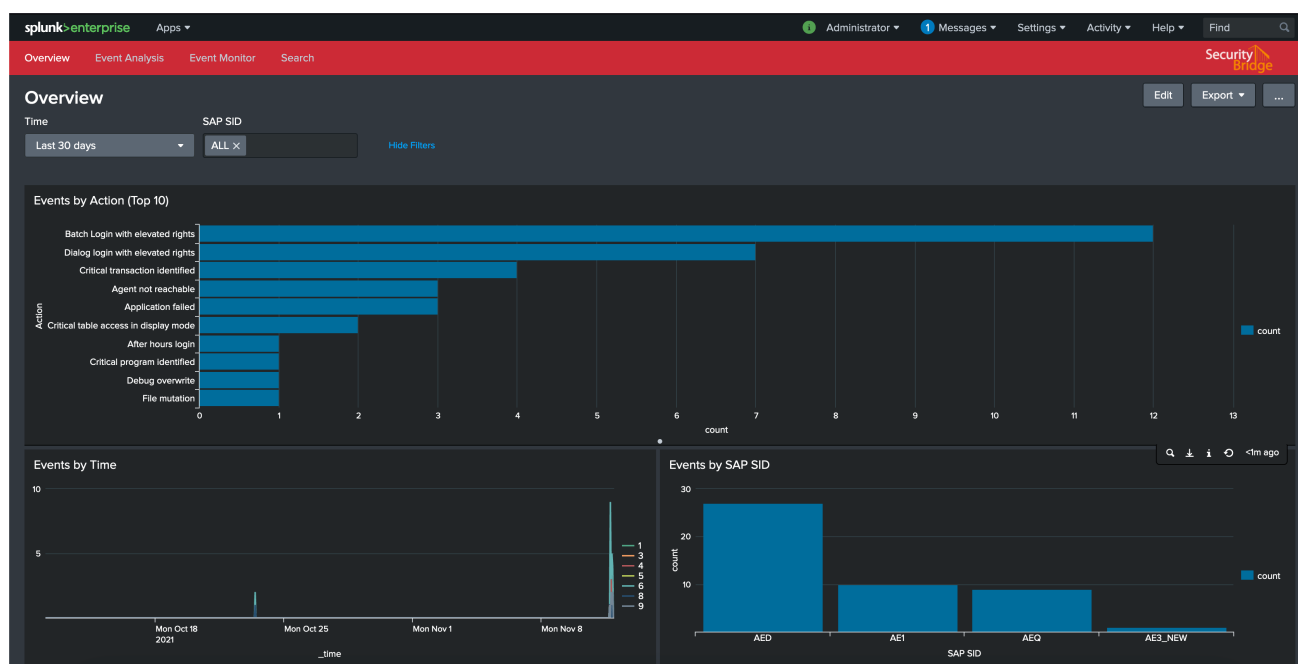 splunk>enterprise Apps
i Administrator 1 Messages Settings Activity Help Find
Overview Event Analysis Event Monitor Search
Security
Bridge
Overview
Edit Export ...
Time SAP SID
Last 30 days ALL × Hide Filters
Events by Action (Top 10)
Batch Login with elevated rights
Dialog login with elevated rights
Critical transaction identified
Agent not reachable
Application failed
Critical table access in display mode
After hours login
Critical program identified
Debug overwrite
File mutation
Action
count
0 1 2 3 4 5 6 7 8 9 10 11 12 13
count
Events by Time
10
5
1
3
4
5
6
8
9
Mon Oct 18 Mon Oct 25 Mon Nov 1 Mon Nov 8
2021
_time
Events by SAP SID
i <1m ago
30
20
10
count
count
AED AE1 AEQ AE3_NEW
SAP SID